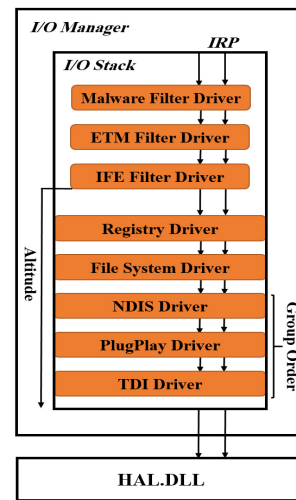 I/O Manager
IRP
I/O Stack
Malware Filter Driver
ETM Filter Driver
IFE Filter Driver
Registry Driver
File System Driver
NDIS Driver
PlugPlay Driver
TDI Driver
Altitude
Group Order
HAL.DLL